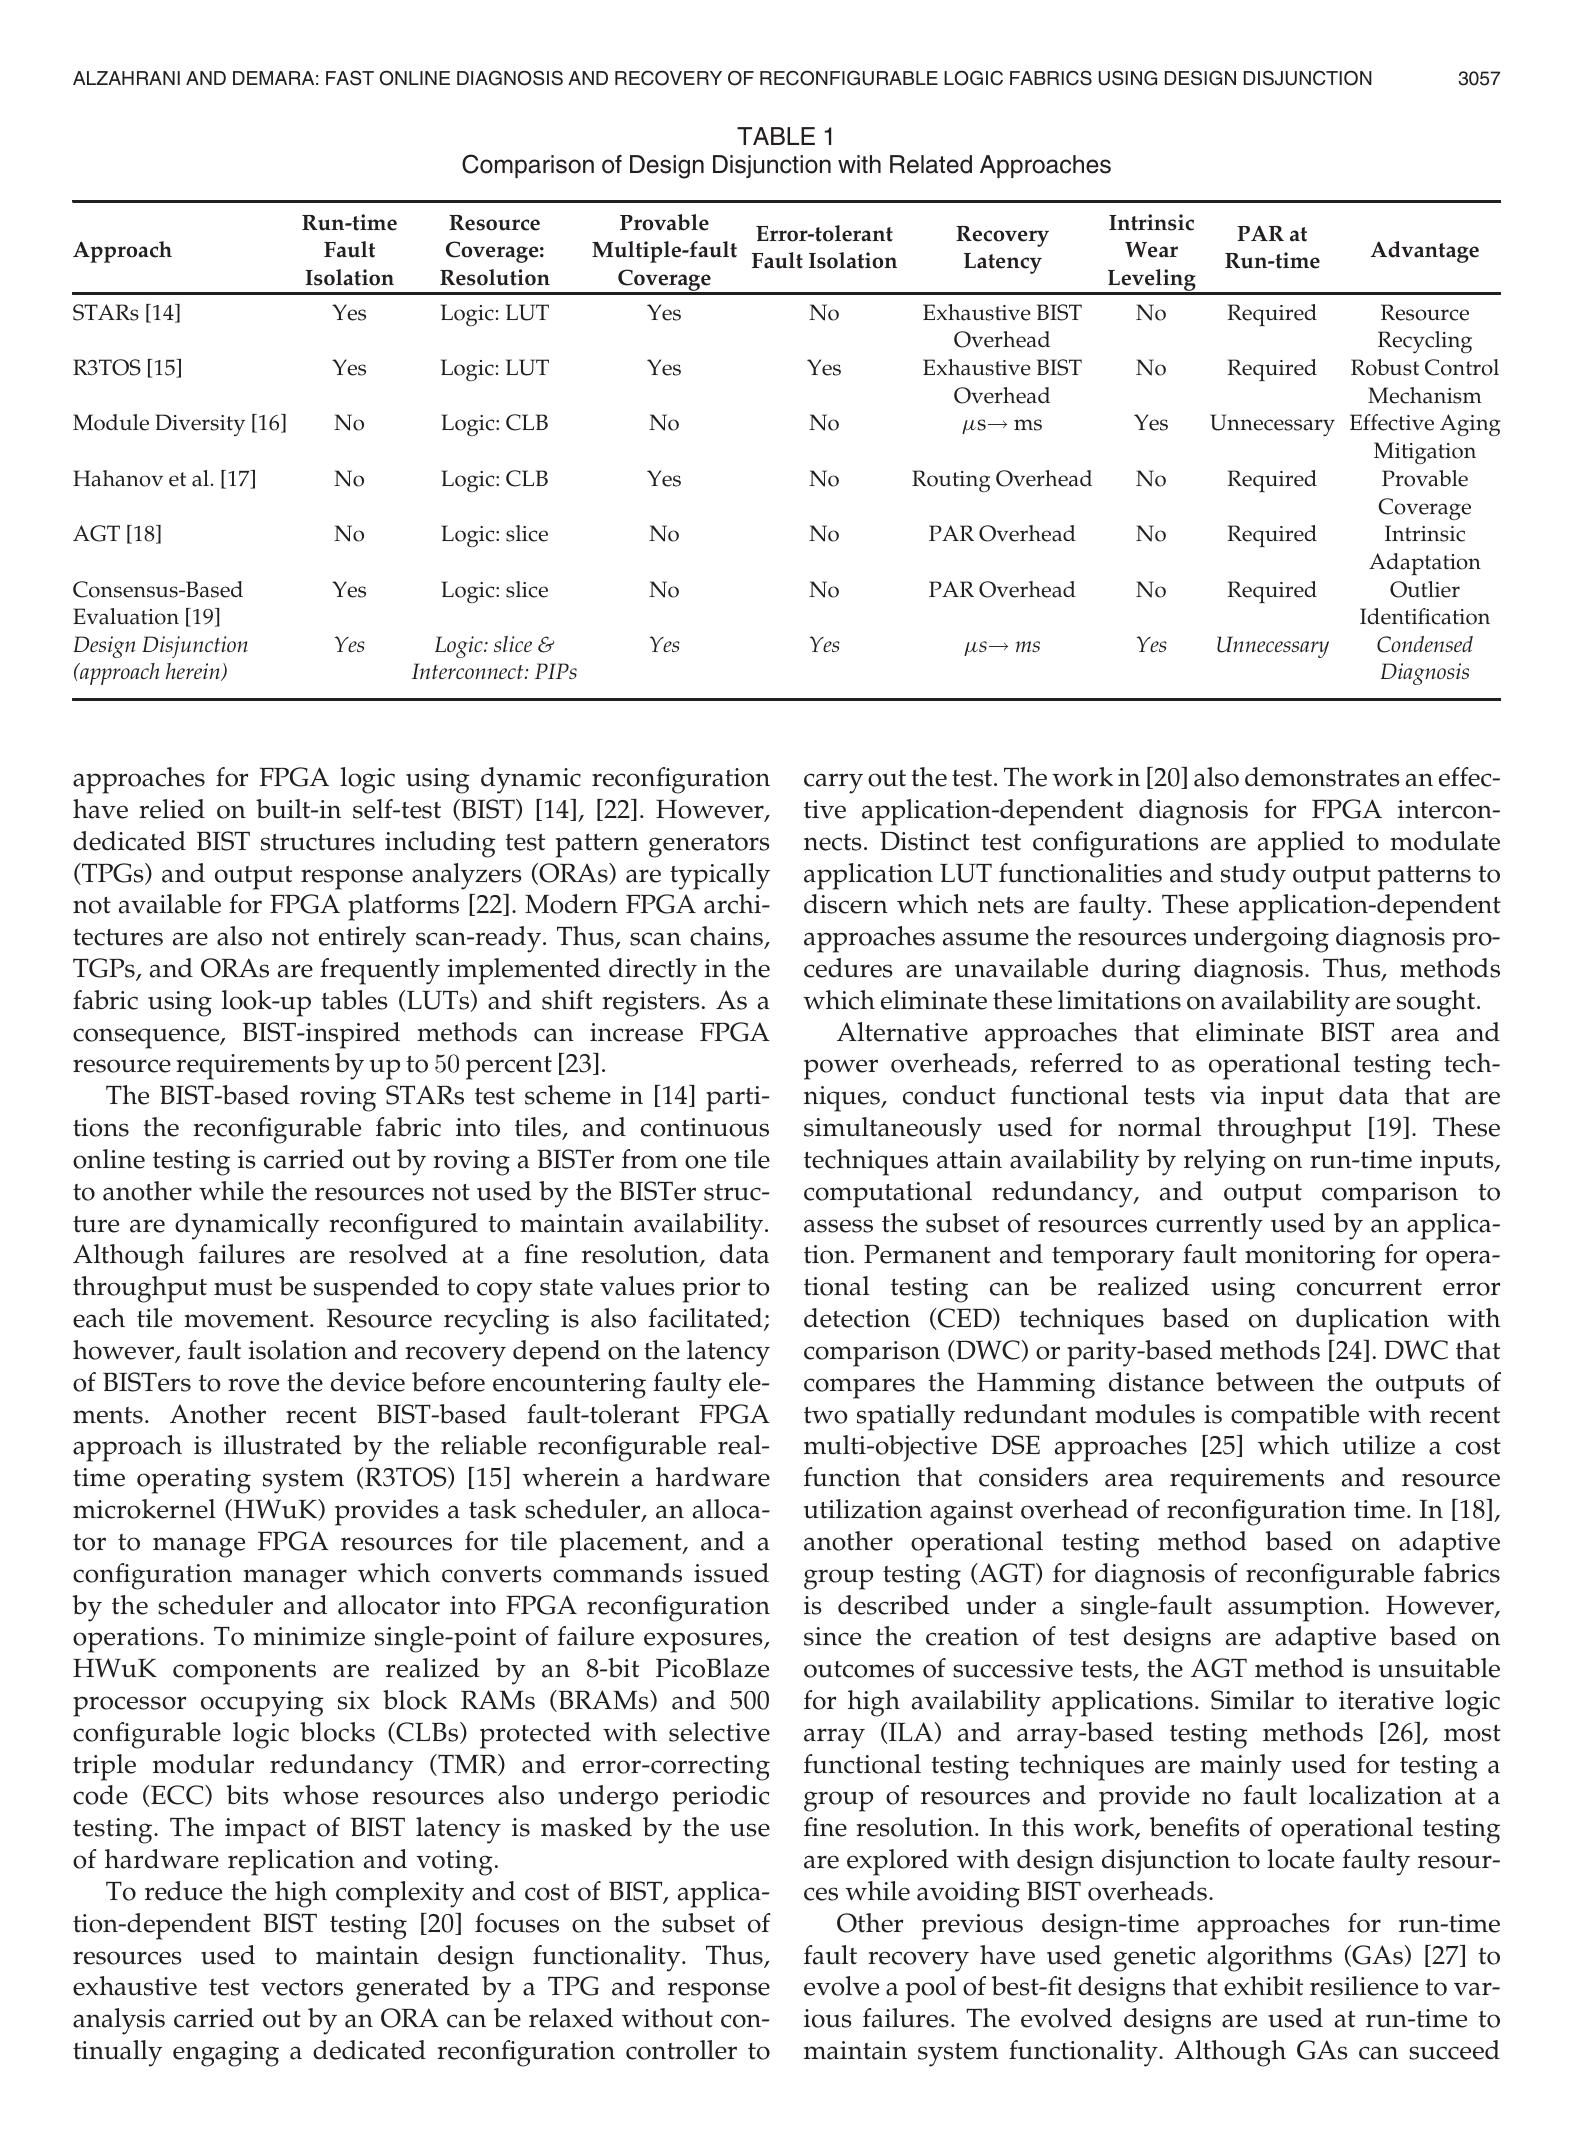 ALZAHRANI AND DEMARA: FAST ONLINE DIAGNOSIS AND RECOVERY OF RECONFIGURABLE LOGIC FABRICS USING DESIGN DISJUNCTION 3057
TABLE 1
Comparison of Design Disjunction with Related Approaches
Approach Run-time Fault Isolation Resource Coverage: Resolution Provable Multiple-fault Coverage Error-tolerant Fault Isolation Recovery Latency Intrinsic Wear Leveling PAR at Run-time Advantage
STARs [14] Yes Logic: LUT Yes No Exhaustive BIST Overhead No Required Resource Recycling
R3TOS [15] Yes Logic: LUT Yes Yes Exhaustive BIST Overhead No Required Robust Control Mechanism
Module Diversity [16] No Logic: CLB No No μs→ ms Yes Unnecessary Effective Aging Mitigation
Hahanov et al. [17] No Logic: CLB Yes No Routing Overhead No Required Provable Coverage
AGT [18] No Logic: slice No No PAR Overhead No Required Intrinsic Adaptation
Consensus-Based Evaluation [19] Yes Logic: slice No No PAR Overhead No Required Outlier Identification
Design Disjunction (approach herein) Yes Logic: slice & Interconnect: PIPs Yes Yes μs→ ms Yes Unnecessary Condensed Diagnosis
approaches for FPGA logic using dynamic reconfiguration
have relied on built-in self-test (BIST) [14], [22]. However,
dedicated BIST structures including test pattern generators
(TPGs) and output response analyzers (ORAs) are typically
not available for FPGA platforms [22]. Modern FPGA archi-
tectures are also not entirely scan-ready. Thus, scan chains,
TGPs, and ORAs are frequently implemented directly in the
fabric using look-up tables (LUTs) and shift registers. As a
consequence, BIST-inspired methods can increase FPGA
resource requirements by up to 50 percent [23].
The BIST-based roving STARs test scheme in [14] parti-
tions the reconfigurable fabric into tiles, and continuous
online testing is carried out by roving a BISTer from one tile
to another while the resources not used by the BISTer struc-
ture are dynamically reconfigured to maintain availability.
Although failures are resolved at a fine resolution, data
throughput must be suspended to copy state values prior to
each tile movement. Resource recycling is also facilitated;
however, fault isolation and recovery depend on the latency
of BISTers to rove the device before encountering faulty ele-
ments. Another recent BIST-based fault-tolerant FPGA
approach is illustrated by the reliable reconfigurable real-
time operating system (R3TOS) [15] wherein a hardware
microkernel (HWuK) provides a task scheduler, an alloca-
tor to manage FPGA resources for tile placement, and a
configuration manager which converts commands issued
by the scheduler and allocator into FPGA reconfiguration
operations. To minimize single-point of failure exposures,
HWuK components are realized by an 8-bit PicoBlaze
processor occupying six block RAMs (BRAMs) and 500
configurable logic blocks (CLBs) protected with selective
triple modular redundancy (TMR) and error-correcting
code (ECC) bits whose resources also undergo periodic
testing. The impact of BIST latency is masked by the use
of hardware replication and voting.
To reduce the high complexity and cost of BIST, applica-
tion-dependent BIST testing [20] focuses on the subset of
resources used to maintain design functionality. Thus,
exhaustive test vectors generated by a TPG and response
analysis carried out by an ORA can be relaxed without con-
tinually engaging a dedicated reconfiguration controller to
carry out the test. The work in [20] also demonstrates an effec-
tive application-dependent diagnosis for FPGA intercon-
nects. Distinct test configurations are applied to modulate
application LUT functionalities and study output patterns to
discern which nets are faulty. These application-dependent
approaches assume the resources undergoing diagnosis pro-
cedures are unavailable during diagnosis. Thus, methods
which eliminate these limitations on availability are sought.
Alternative approaches that eliminate BIST area and
power overheads, referred to as operational testing tech-
niques, conduct functional tests via input data that are
simultaneously used for normal throughput [19]. These
techniques attain availability by relying on run-time inputs,
computational redundancy, and output comparison to
assess the subset of resources currently used by an applica-
tion. Permanent and temporary fault monitoring for opera-
tional testing can be realized using concurrent error
detection (CED) techniques based on duplication with
comparison (DWC) or parity-based methods [24]. DWC that
compares the Hamming distance between the outputs of
two spatially redundant modules is compatible with recent
multi-objective DSE approaches [25] which utilize a cost
function that considers area requirements and resource
utilization against overhead of reconfiguration time. In [18],
another operational testing method based on adaptive
group testing (AGT) for diagnosis of reconfigurable fabrics
is described under a single-fault assumption. However,
since the creation of test designs are adaptive based on
outcomes of successive tests, the AGT method is unsuitable
for high availability applications. Similar to iterative logic
array (ILA) and array-based testing methods [26], most
functional testing techniques are mainly used for testing a
group of resources and provide no fault localization at a
fine resolution. In this work, benefits of operational testing
are explored with design disjunction to locate faulty resour-
ces while avoiding BIST overheads.
Other previous design-time approaches for run-time
fault recovery have used genetic algorithms (GAs) [27] to
evolve a pool of best-fit designs that exhibit resilience to var-
ious failures. The evolved designs are used at run-time to
maintain system functionality. Although GAs can succeed